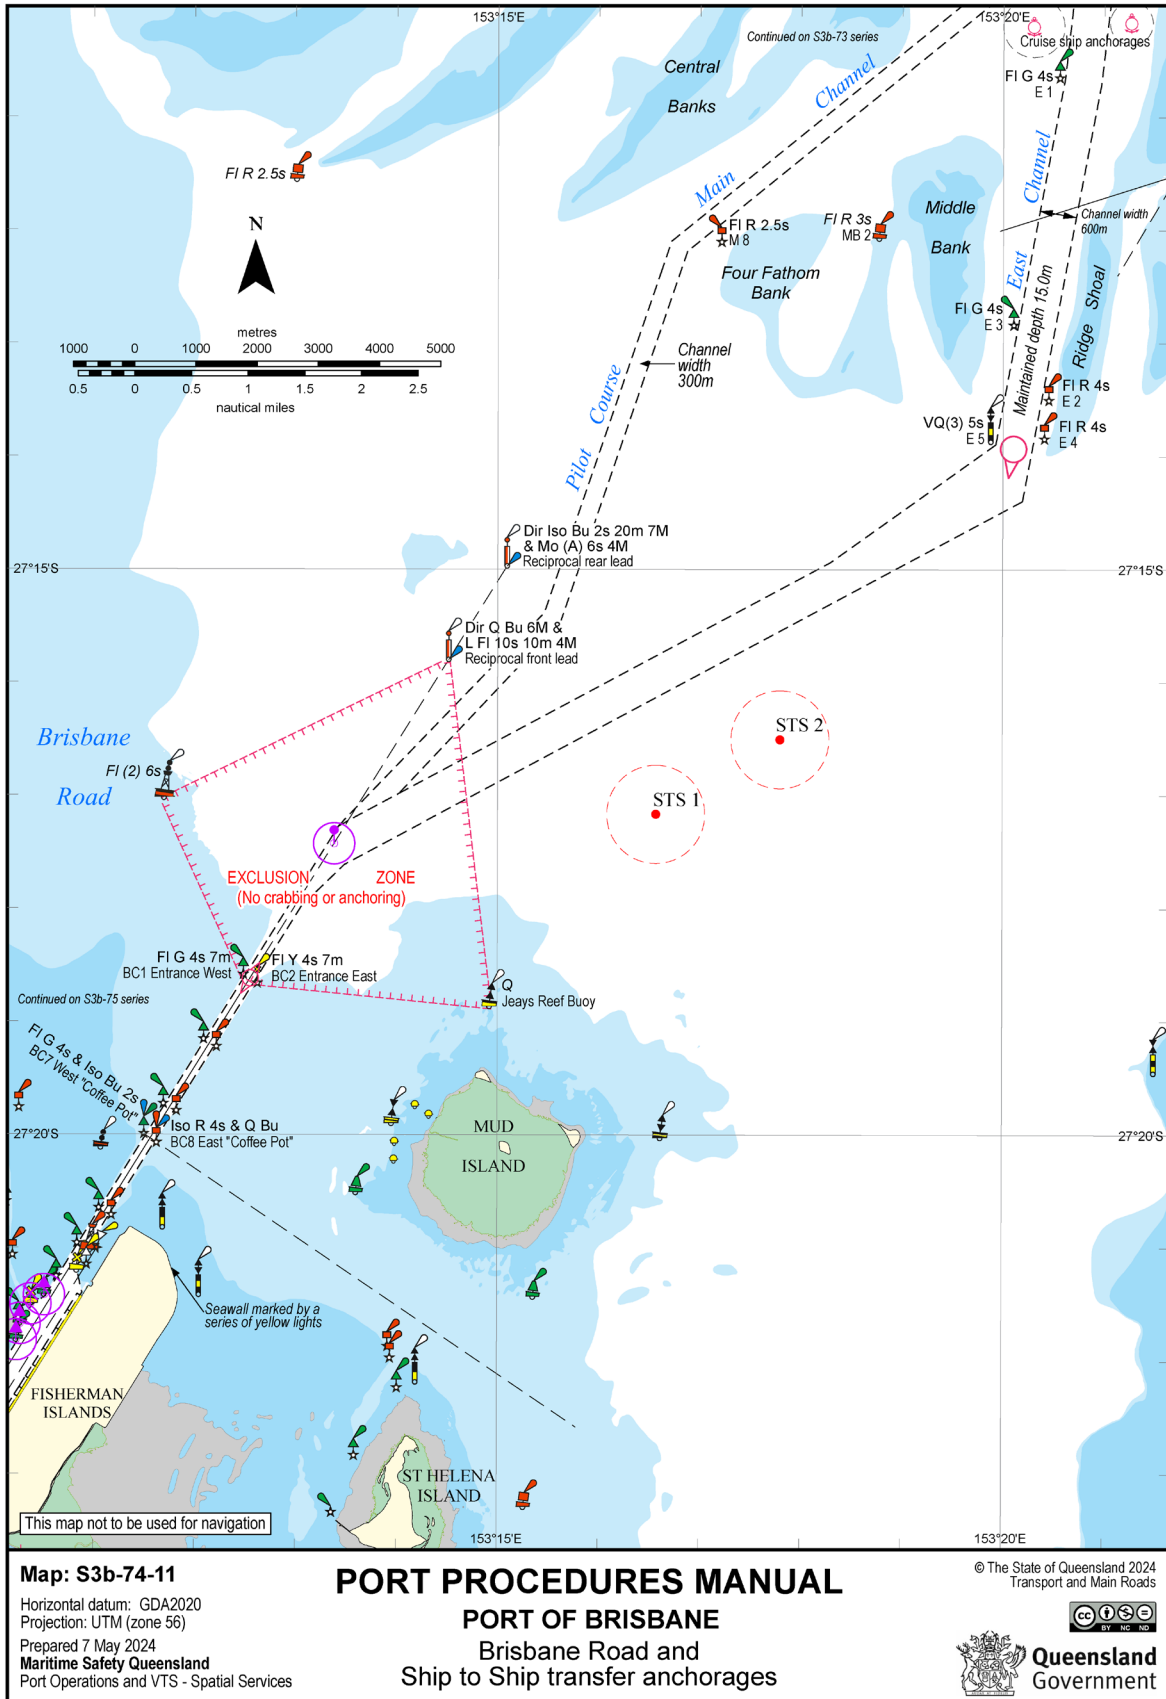 153°15'E
153°20'E
Continued on S3b-73 series
Cruise ship anchorages
Central
Banks
Main
Channel
Fl G 4s
E 1
Fl R 2.5s
Main
Fl R 2.5s
M 8
Fl R 3s
MB 2
Middle
Bank
Channel
Channel width
600m
N
Four Fathom
Bank
East
Maintained depth 15.0m
Ridge Shoal
Fl G 4s
E 3
metres
1000 0 1000 2000 3000 4000 5000
0.5 0 0.5 1 1.5 2 2.5
nautical miles
Channel
width
300m
Pilot Course
Fl R 4s
E 2
VQ(3) 5s
E 5
Fl R 4s
E 4
Dir Iso Bu 2s 20m 7M
& Mo (A) 6s 4M
Reciprocal rear lead
27°15'S
27°15'S
Dir Q Bu 6M &
L Fl 10s 10m 4M
Reciprocal front lead
Brisbane
Road
Fl (2) 6s
STS 2
STS 1
EXCLUSION ZONE
(No crabbing or anchoring)
Fl G 4s 7m
BC1 Entrance West
Fl Y 4s 7m
BC2 Entrance East
Q
Jeays Reef Buoy
Continued on S3b-75 series
Fl G 4s & Iso Bu 2s
BC7 West "Coffee Pot"
Iso R 4s & Q Bu
BC8 East "Coffee Pot"
27°20'S
27°20'S
MUD
ISLAND
Seawall marked by a
series of yellow lights
FISHERMAN
ISLANDS
ST HELENA
ISLAND
This map not to be used for navigation
153°15'E
153°20'E
Map: S3b-74-11
Horizontal datum: GDA2020
Projection: UTM (zone 56)
Prepared 7 May 2024
Maritime Safety Queensland
Port Operations and VTS - Spatial Services
PORT PROCEDURES MANUAL
PORT OF BRISBANE
Brisbane Road and
Ship to Ship transfer anchorages
© The State of Queensland 2024
Transport and Main Roads
cc
BY NC ND
Queensland
Government